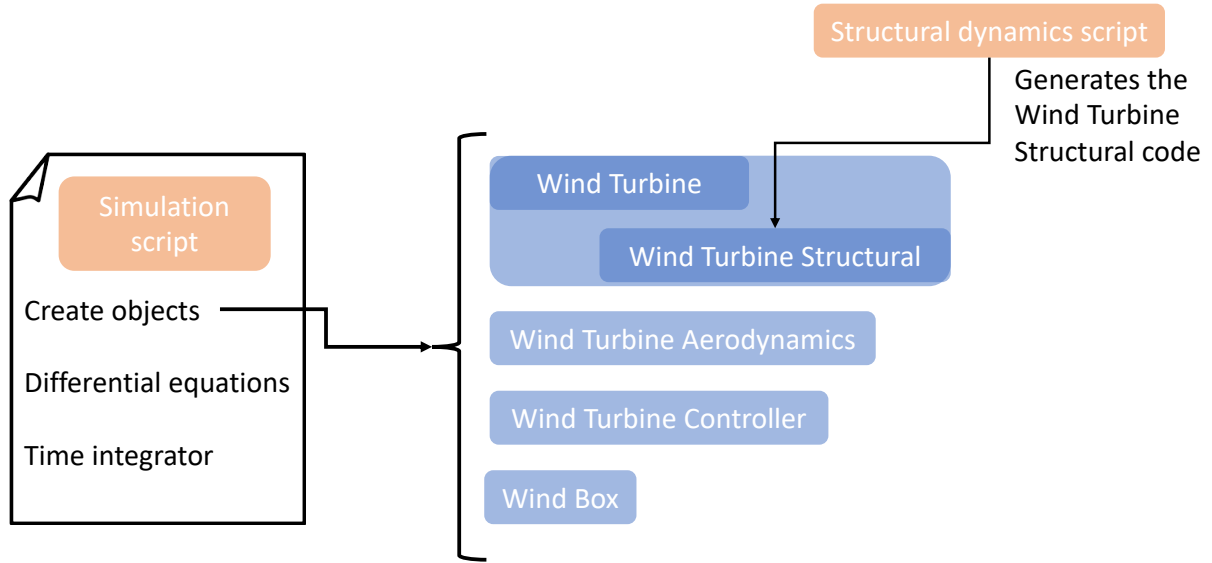 Structural dynamics script
Generates the
Wind Turbine
Structural code
Simulation
script
Create objects
Differential equations
Time integrator
Wind Turbine
Wind Turbine Structural
Wind Turbine Aerodynamics
Wind Turbine Controller
Wind Box